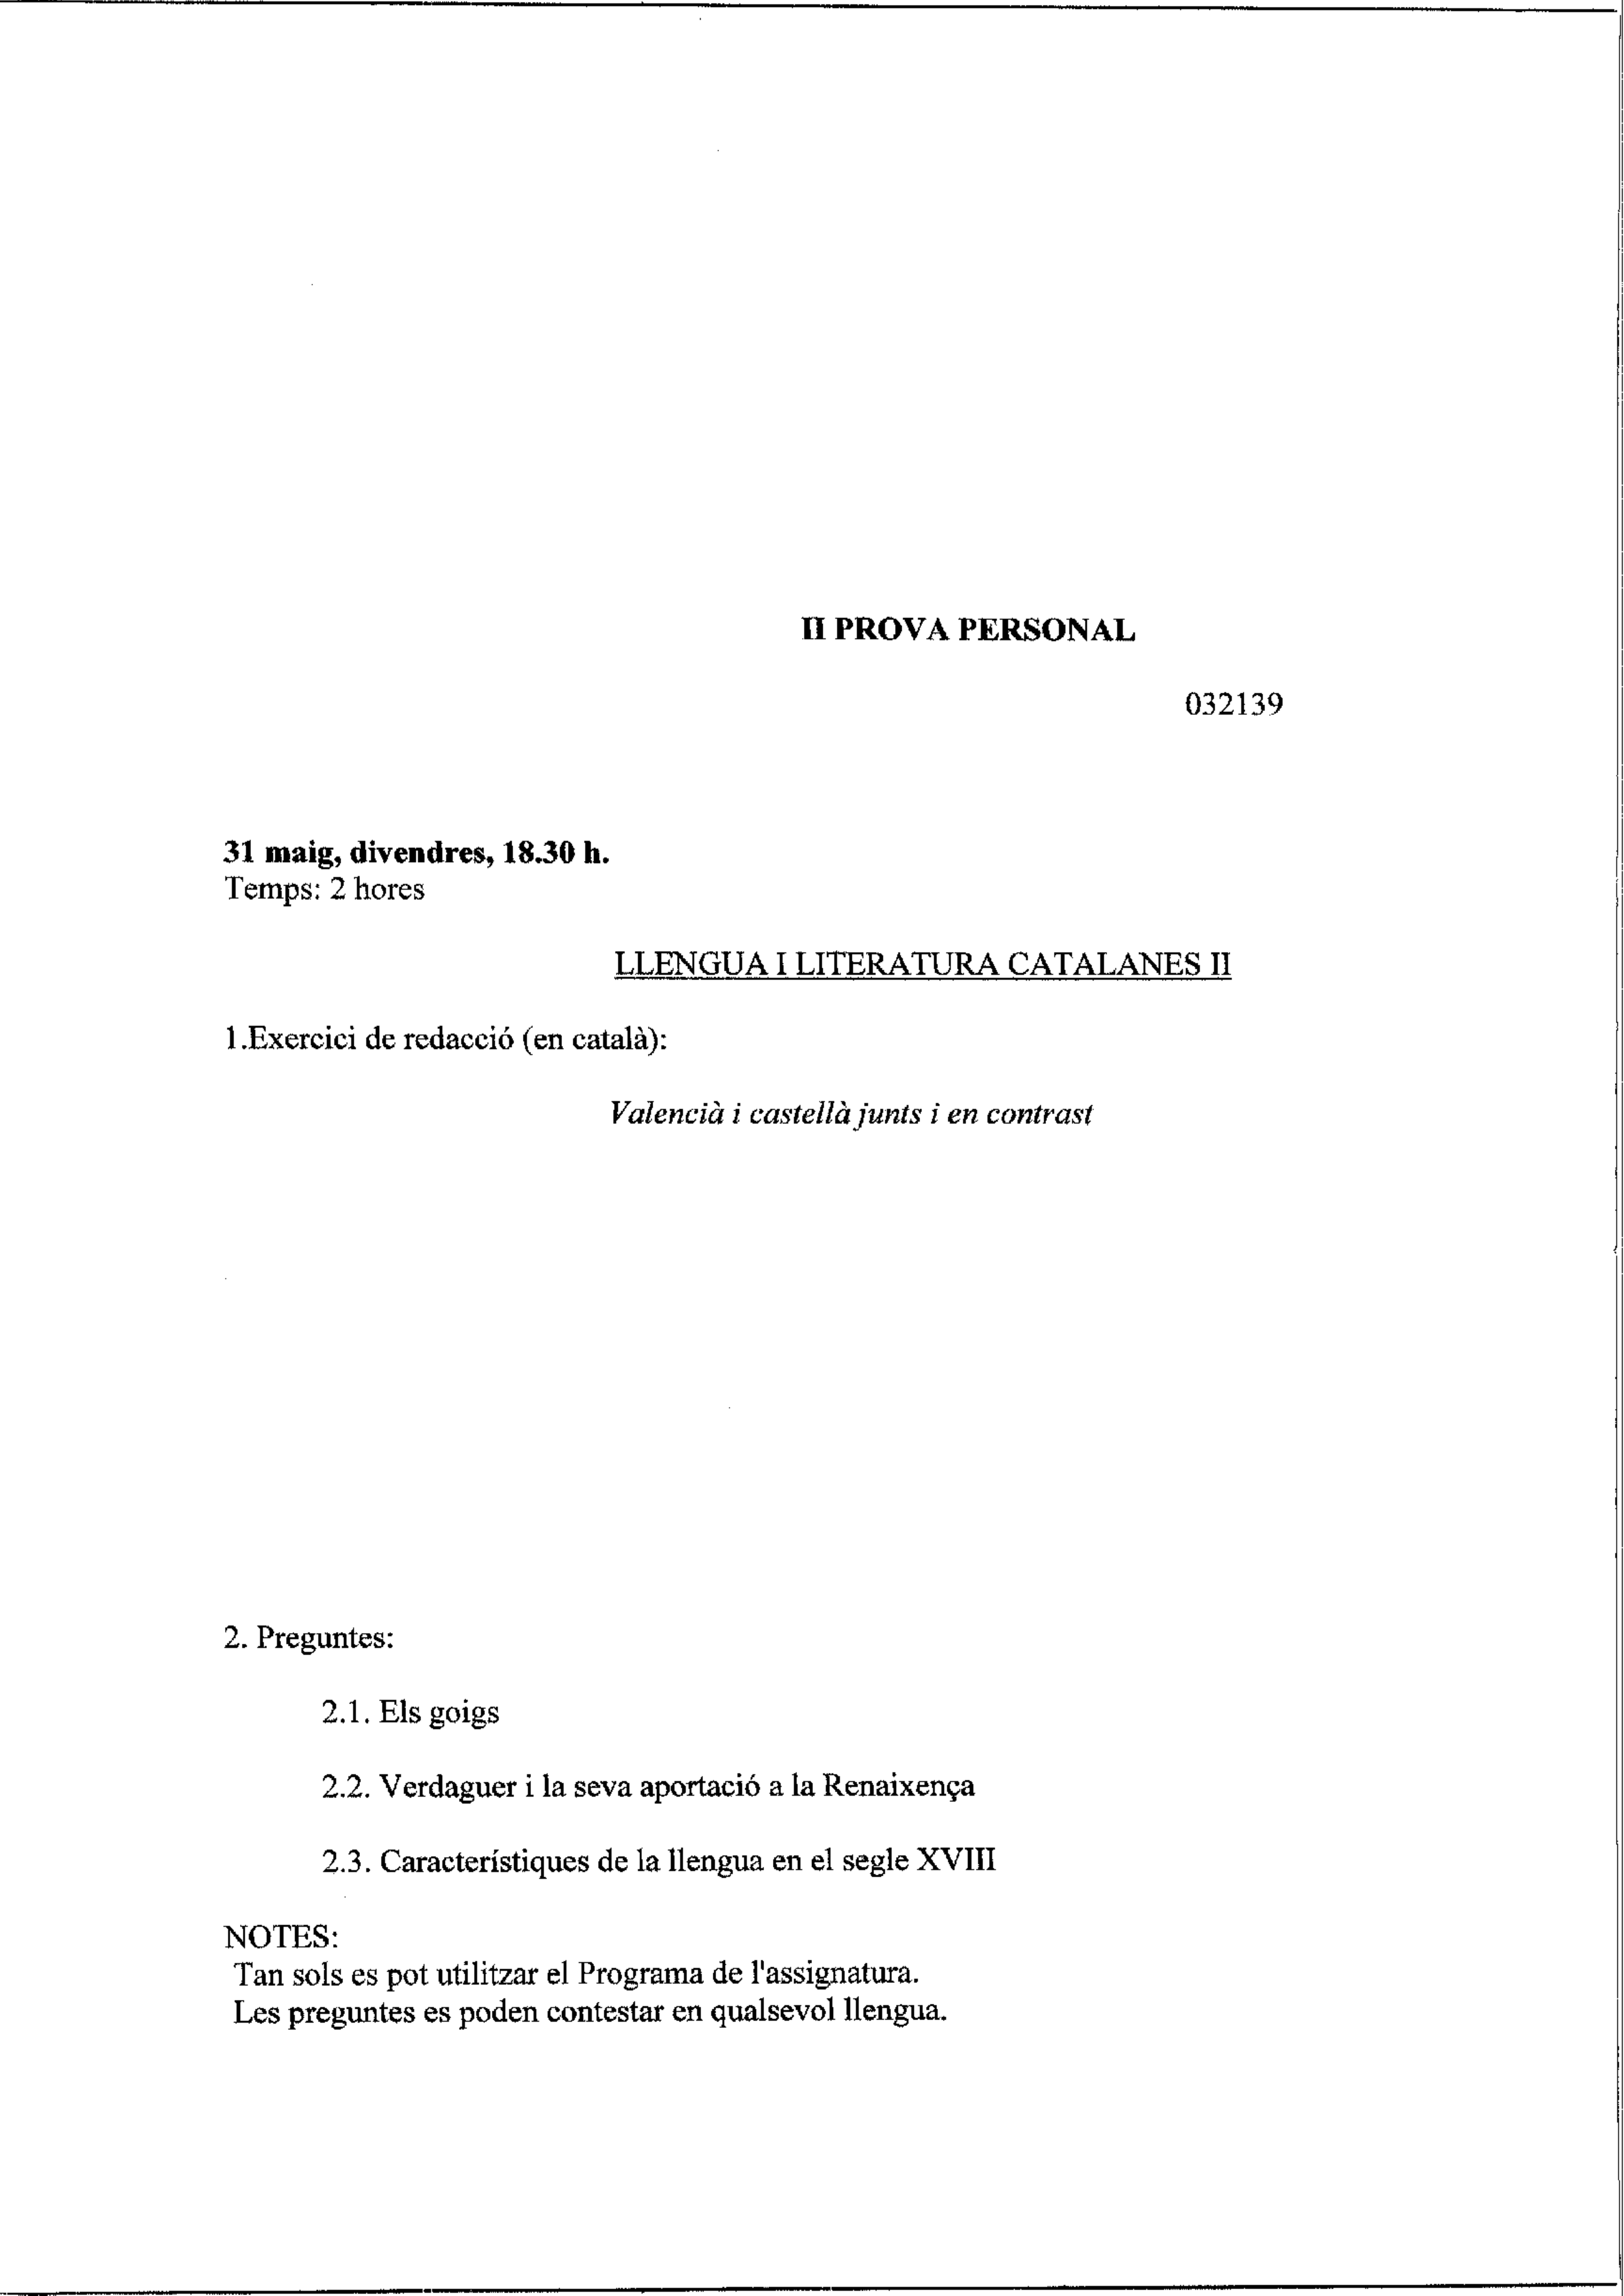 II PROVA PERSONAL
032139
31 maig, divendres, 18.30 h.
Temps: 2 hores
LLENGUA I LITERATURA CATALANES II
1.Exercici de redacció (en català):
Valencià i castellà junts i en contrast
2. Preguntes:
2.1. Els goigs
2.2. Verdaguer i la seva aportació a la Renaixença
2.3. Característiques de la llengua en el segle XVIII
NOTES:
Tan sols es pot utilitzar el Programa de l'assignatura.
Les preguntes es poden contestar en qualsevol llengua.